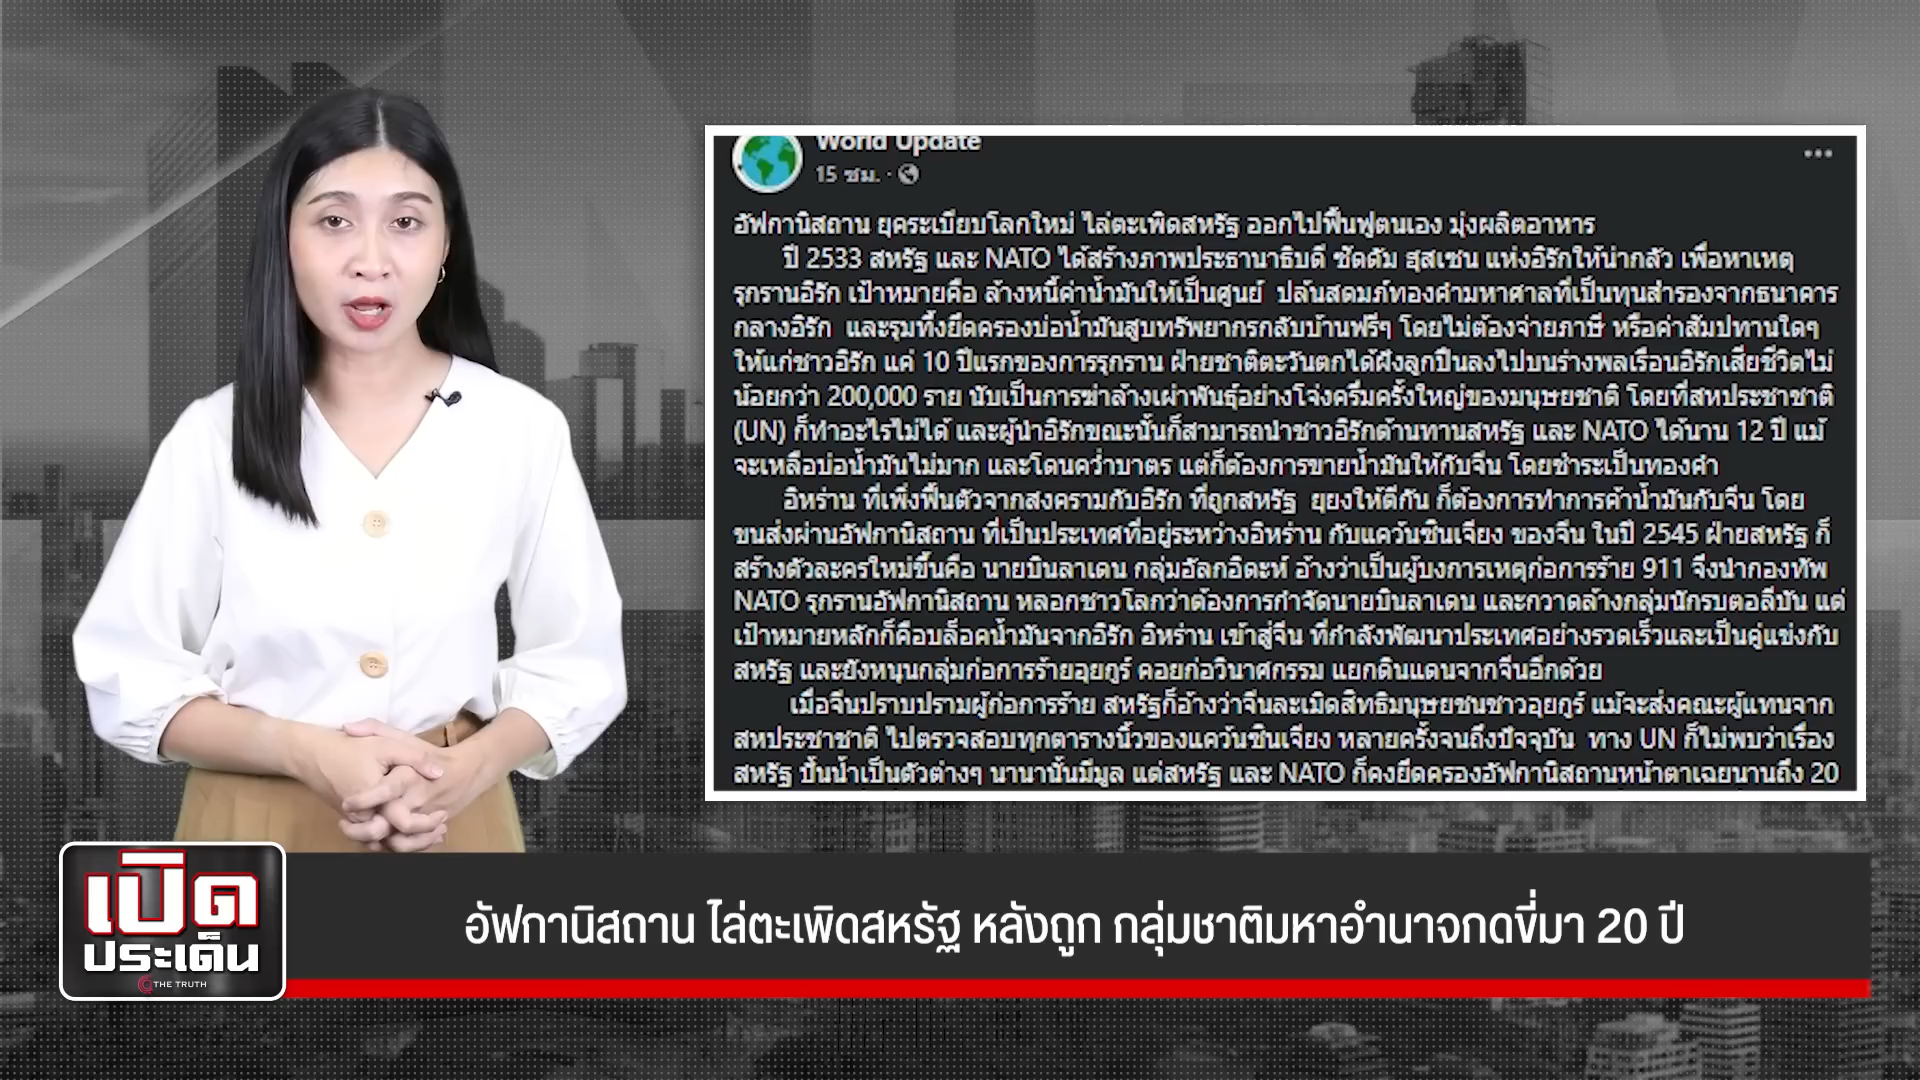 World Update
15 ชม.
อัฟกานิสถาน ยุคระเบียบโลกใหม่ ไล่ตะเพิดสหรัฐ ออกไปฟื้นฟูตนเอง มุ่งผลิตอาหาร
ปี 2533 สหรัฐ และ NATO ได้สร้างภาพประธานาธิบดี ซัดดัม ฮุสเซน แห่งอิรักให้น่ากลัว เพื่อหาเหตุ
รุกรานอิรัก เป้าหมายคือ ล้างหนี้ค่าน้ำมันให้เป็นศูนย์ ปล้นสดมภ์ทองคำมหาศาลที่เป็นทุนสำรองจากธนาคาร
กลางอิรัก และรุมทึ้งยึดครองบ่อน้ำมันสูบทรัพยากรกลับบ้านฟรีๆ โดยไม่ต้องจ่ายภาษี หรือค่าสัมปทานใดๆ
ให้แก่ชาวอิรัก แค่ 10 ปีแรกของการรุกราน ฝ่ายชาติตะวันตกได้ฝังลูกปืนลงไปบนร่างพลเรือนอิรักเสียชีวิตไม่
น้อยกว่า 200,000 ราย นับเป็นการฆ่าล้างเผ่าพันธุ์อย่างโจ่งครึ่มครั้งใหญ่ของมนุษยชาติ โดยที่สหประชาชาติ
(UN) ก็ทำอะไรไม่ได้ และผู้นำอิรักขณะนั้นก็สามารถนำชาวอิรักต้านทานสหรัฐ และ NATO ได้นาน 12 ปี แม้
จะเหลือบ่อน้ำมันไม่มาก และโดนคว่ำบาตร แต่ก็ต้องการขายน้ำมันให้กับจีน โดยชำระเป็นทองคำ
อิหร่าน ที่เพิ่งฟื้นตัวจากสงครามกับอิรัก ที่ถูกสหรัฐ ยุยงให้ตีกัน ก็ต้องการทำการค้าน้ำมันกับจีน โดย
ขนส่งผ่านอัฟกานิสถาน ที่เป็นประเทศที่อยู่ระหว่างอิหร่าน กับแคว้นซินเจียง ของจีน ในปี 2545 ฝ่ายสหรัฐ ก็
สร้างตัวละครใหม่ขึ้นคือ นายบินลาเดน กลุ่มอัลกอิดะห์ อ้างว่าเป็นผู้บงการเหตุก่อการร้าย 911 จึงนำกองทัพ
NATO รุกรานอัฟกานิสถาน หลอกชาวโลกว่าต้องการกำจัดนายบินลาเดน และกวาดล้างกลุ่มนักรบตอลีบัน แต่
เป้าหมายหลักก็คือบล็อคน้ำมันจากอิรัก อิหร่าน เข้าสู่จีน ที่กำลังพัฒนาประเทศอย่างรวดเร็วและเป็นคู่แข่งกับ
สหรัฐ และยังหนุนกลุ่มก่อการร้ายอุยกูร์ คอยก่อวินาศกรรม แยกดินแดนจากจีนอีกด้วย
เมื่อจีนปราบปรามผู้ก่อการร้าย สหรัฐก็อ้างว่าจีนละเมิดสิทธิมนุษยชนชาวอุยกูร์ แม้จะส่งคณะผู้แทนจาก
สหประชาชาติ ไปตรวจสอบทุกตารางนิ้วของแคว้นซินเจียง หลายครั้งจนถึงปัจจุบัน ทาง UN ก็ไม่พบว่าเรื่อง
สหรัฐ ปั้นน้ำเป็นตัวต่างๆ นานานั้นมีมูล แต่สหรัฐ และ NATO ก็คงยึดครองอัฟกานิสถานหน้าตาเฉยนานถึง 20
เปิด
ประเด็น
THE TRUTH
อัฟกานิสถาน ไล่ตะเพิดสหรัฐ หลังถูก กลุ่มชาติมหาอำนาจกดขี่มา 20 ปี